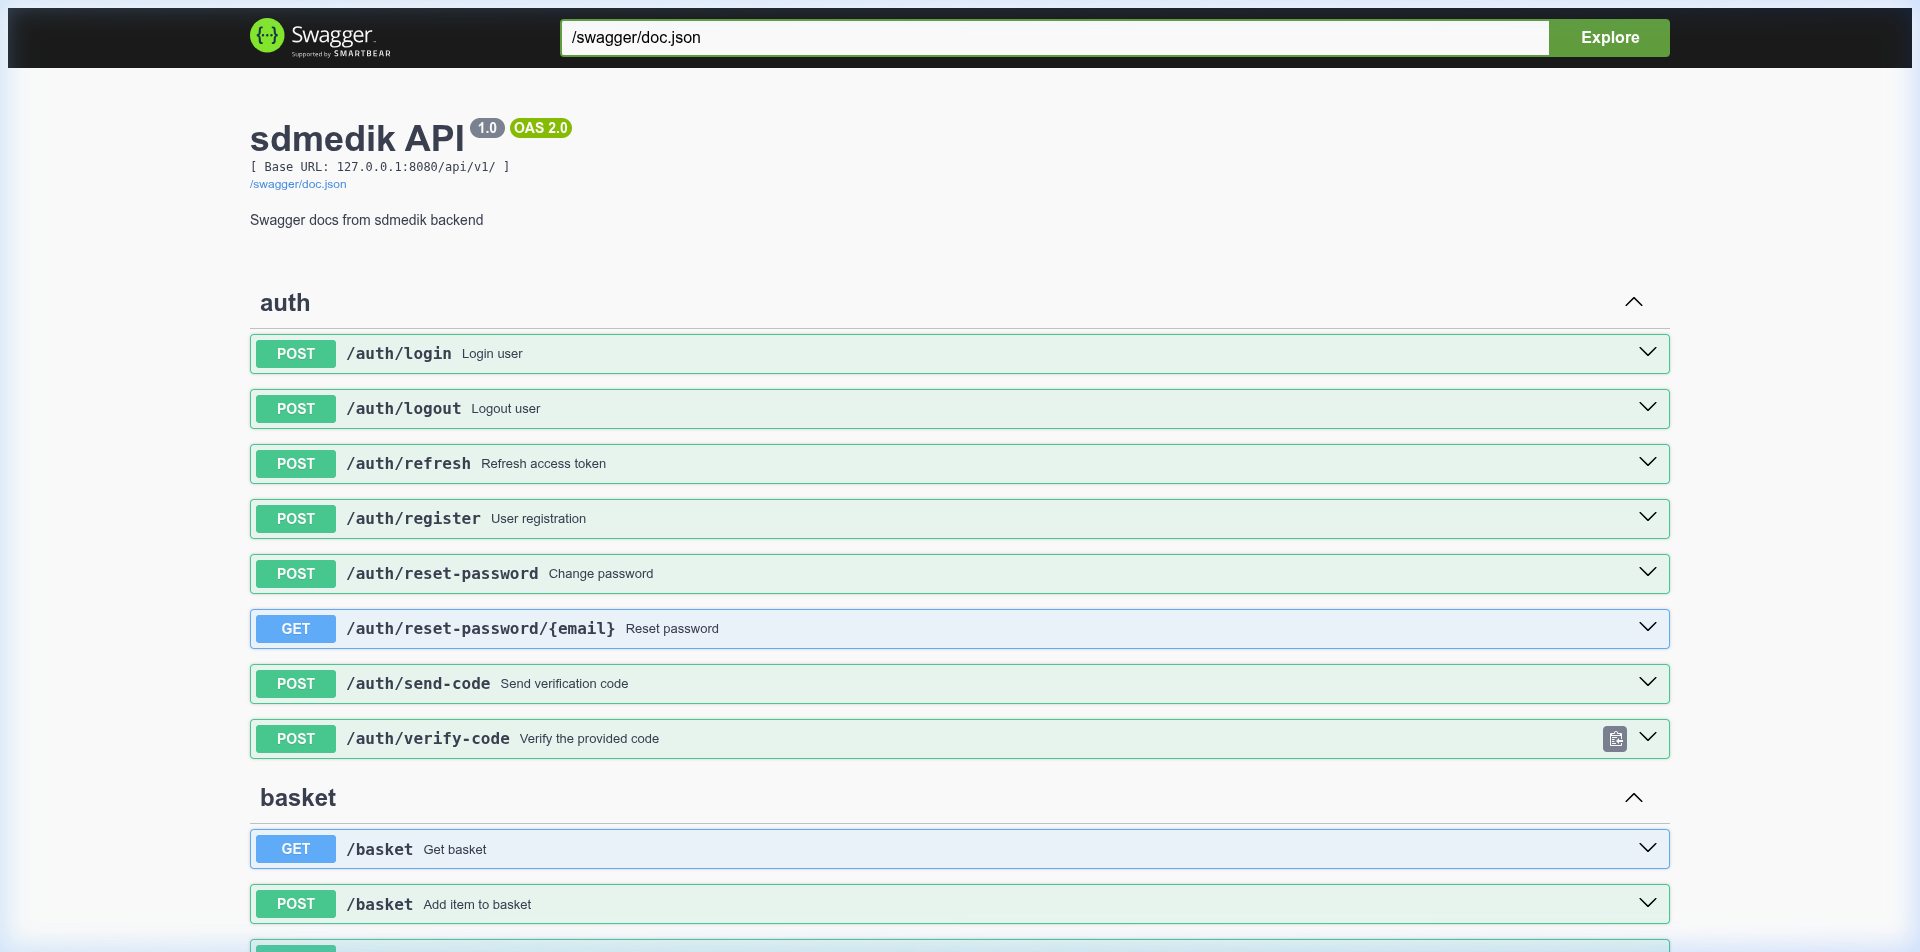 Swagger.
Supported by SMARTBEAR
/swagger/doc.json
Explore
sdmedik API 1.0 OAS 2.0
[ Base URL: 127.0.0.1:8080/api/v1/ ]
/swagger/doc.json
Swagger docs from sdmedik backend
auth
POST /auth/login Login user
POST /auth/logout Logout user
POST /auth/refresh Refresh access token
POST /auth/register User registration
POST /auth/reset-password Change password
GET /auth/reset-password/{email} Reset password
POST /auth/send-code Send verification code
POST /auth/verify-code Verify the provided code
basket
GET /basket Get basket
POST /basket Add item to basket